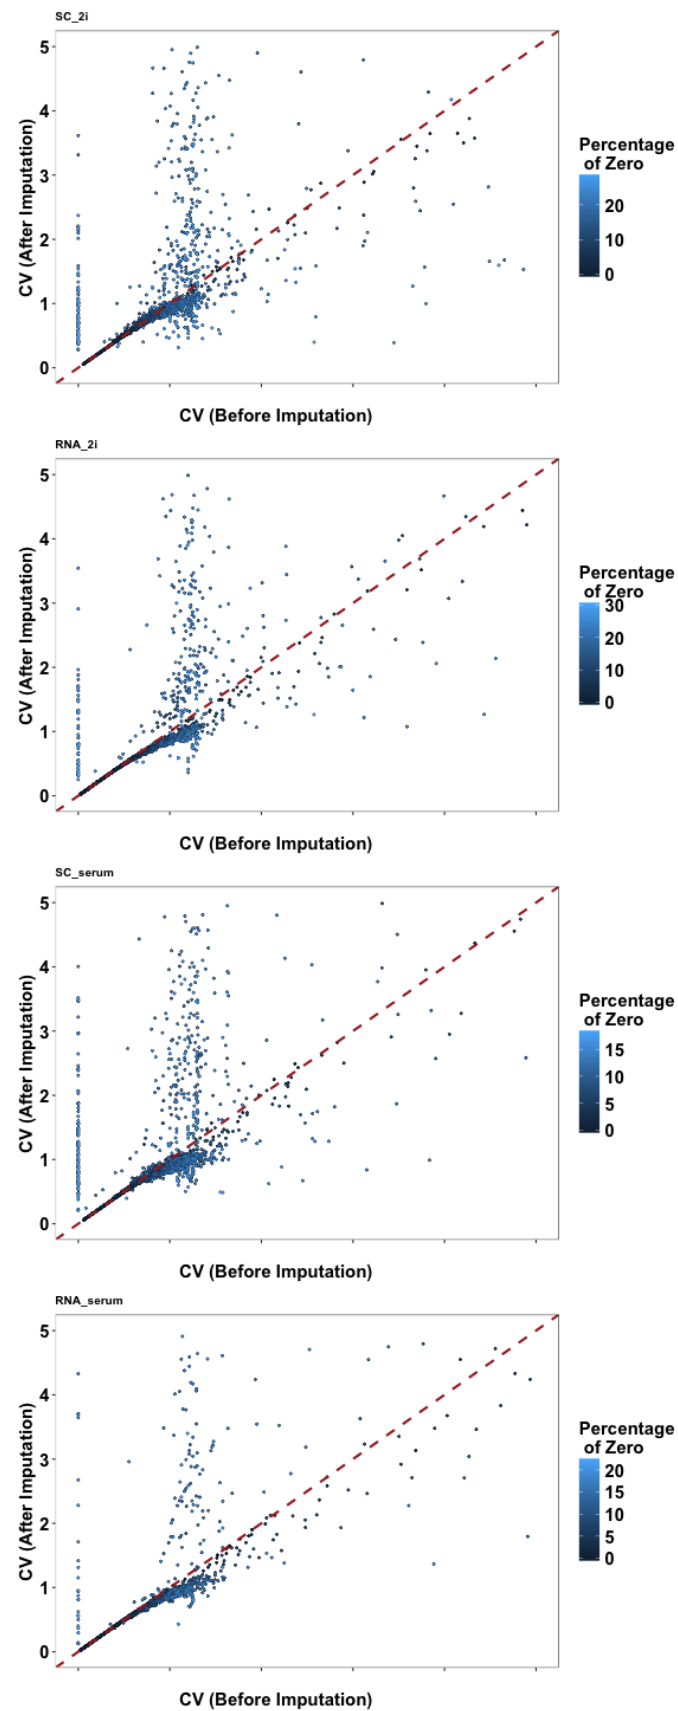 SC_2i
5
4
3
2
1
0
CV (After Imputation)
CV (Before Imputation)
Percentage
of Zero
20
10
0
RNA_2i
5
4
3
2
1
0
CV (After Imputation)
CV (Before Imputation)
Percentage
of Zero
30
20
10
0
SC_serum
5
4
3
2
1
0
CV (After Imputation)
CV (Before Imputation)
Percentage
of Zero
15
10
5
0
RNA_serum
5
4
3
2
1
0
CV (After Imputation)
CV (Before Imputation)
Percentage
of Zero
20
15
10
5
0